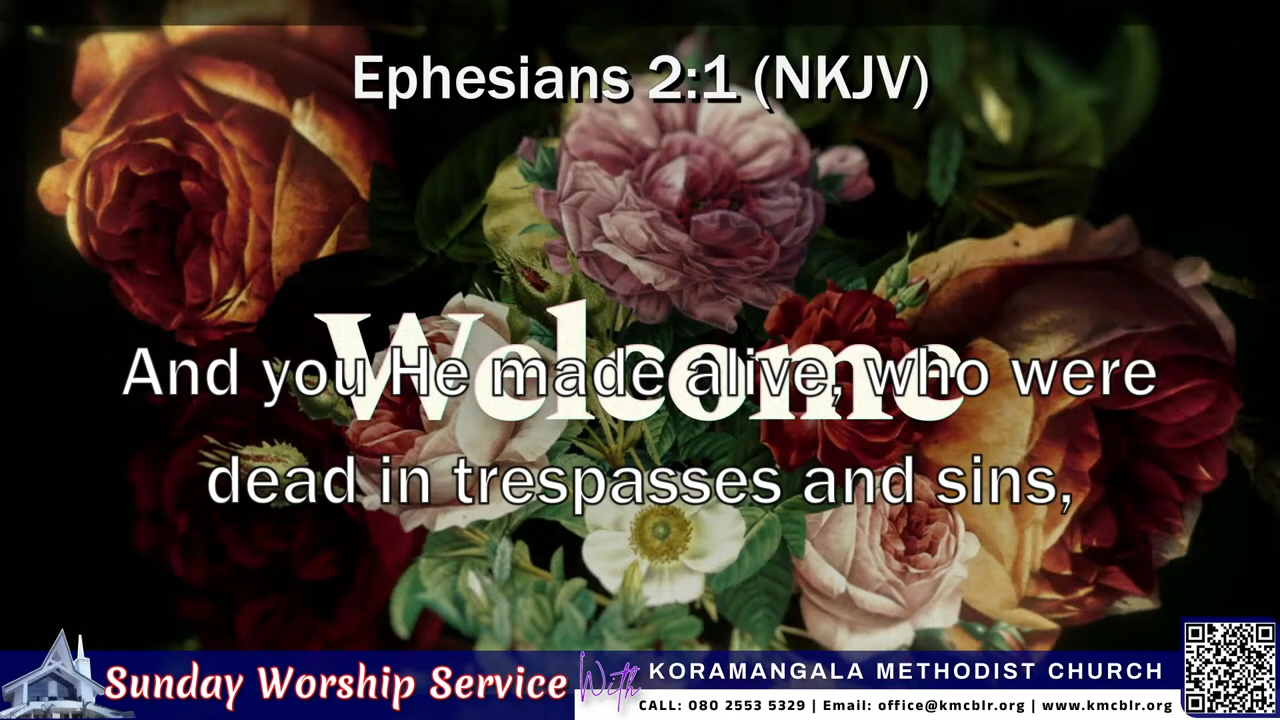 Ephesians 2:1 (NKJV)
Welcome
And you He made alive, who were
dead in trespasses and sins,
Sunday Worship Service With KORAMANGALA METHODIST CHURCH
CALL: 080 2553 5329 | Email: office@kmcblr.org | www.kmcblr.org